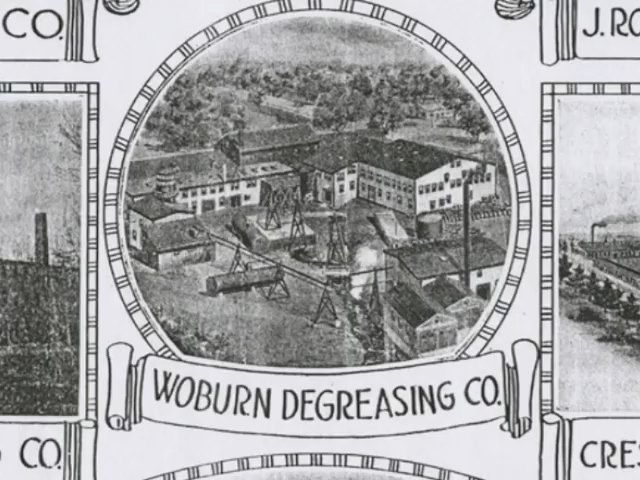 CO.
J. RO
WOBURN DEGREASING CO.
CO.
CRES